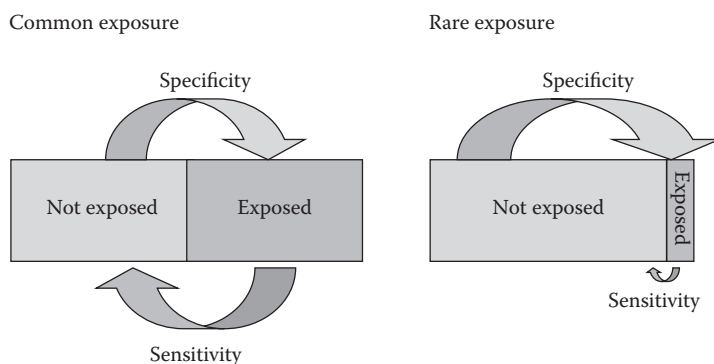 Common exposure
Specificity
Not exposed
Exposed
Sensitivity
Rare exposure
Specificity
Not exposed
Exposed
Sensitivity